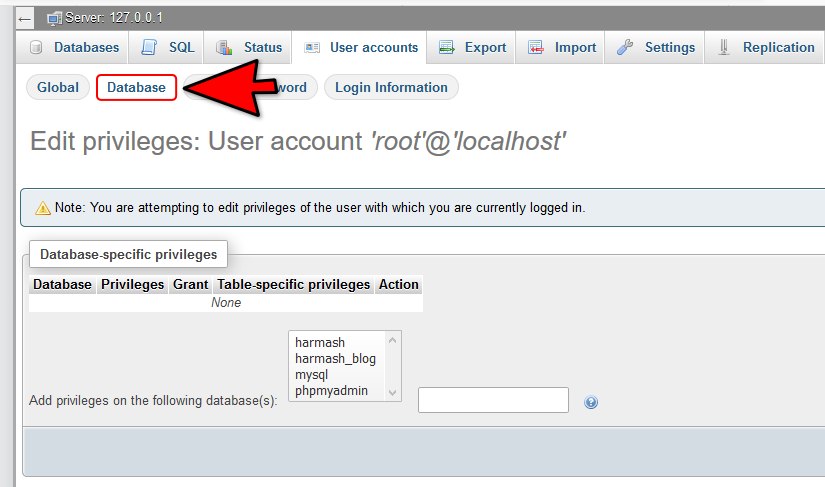 Server: 127.0.0.1
Databases SQL Status User accounts Export Import Settings Replication
Global Database word Login Information
Edit privileges: User account 'root'@'localhost'
Note: You are attempting to edit privileges of the user with which you are currently logged in.
Database-specific privileges
Database Privileges Grant Table-specific privileges Action
None
harmash
harmash_blog
mysql
phpmyadmin
Add privileges on the following database(s):